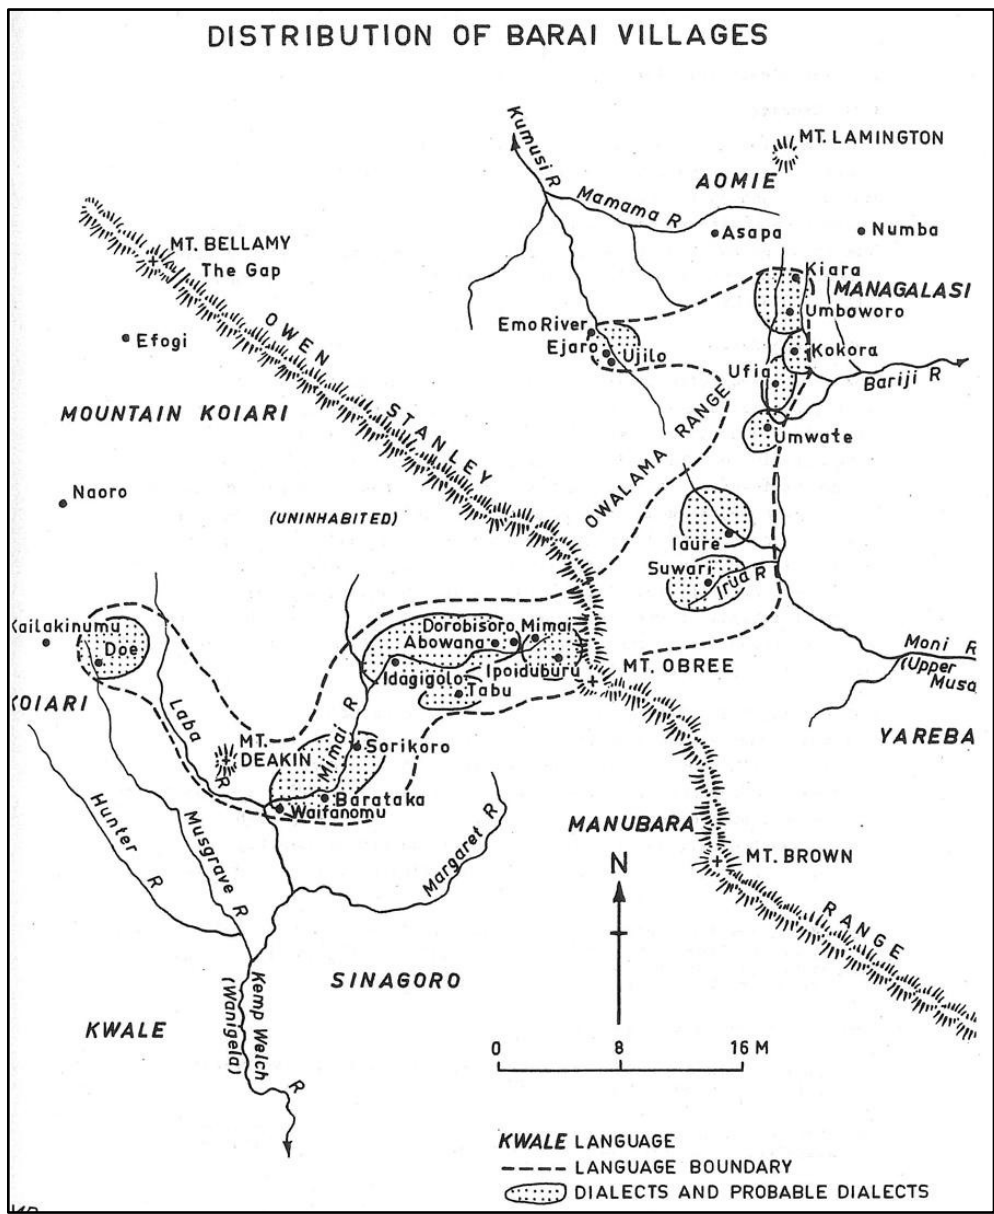 DISTRIBUTION OF BARAI VILLAGES
Kumusi R
MT. LAMINGTON
AOMIE
Mamama R
Asapa
Numba
MT. BELLAMY
The Gap
Kiara
MANAGALASI
Umboworo
OWEN
Emo River
Efogi
Ejaro
Ujilo
Kokora
Ufia
Bariji R
MOUNTAIN KOIARI
STANLEY
OWALAMA RANGE
Umwate
Naoro
(UNINHABITED)
Iaure
Suwari
Irua R
Kailakinumu
Doe
Dorobisoro
Mimai
Abowana
Ipoiduburu
Idagigolo
Tabu
MT. OBREE
Moni R
(Upper
Musa
KOIARI
Laba
R
MT.
DEAKIN
Mimai R
Sorikoro
YAREBA
Barataka
Waifanomu
Hunter R
Musgrave R
Margaret R
MANUBARA
MT. BROWN
N
RANGE
SINAGORO
Kemp Welch
(Wanigela)
R
KWALE
0 8 16 M
KWALE LANGUAGE
LANGUAGE BOUNDARY
DIALECTS AND PROBABLE DIALECTS